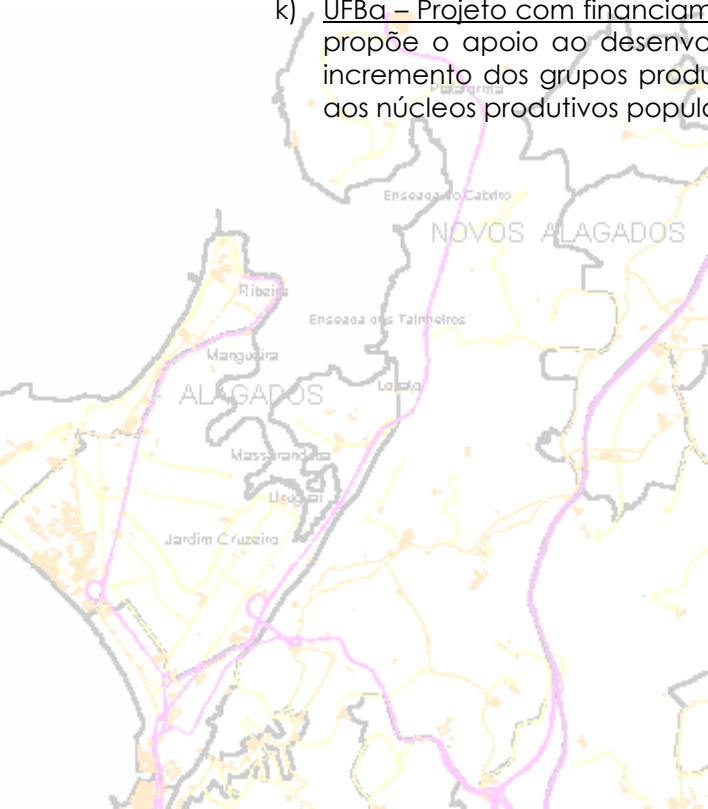 k) UFBa – Projeto com financiam
propõe o apoio ao desenvo
incremento dos grupos produ
Plataforma
aos núcleos produtivos popula
Enseada do Cabrito
NOVOS ALAGADOS
Ribeira
Enseada dos Tainheiros
Mangueira
Lobato
ALAGADOS
Massaranduba
Uruguai
Jardim Cruzeiro